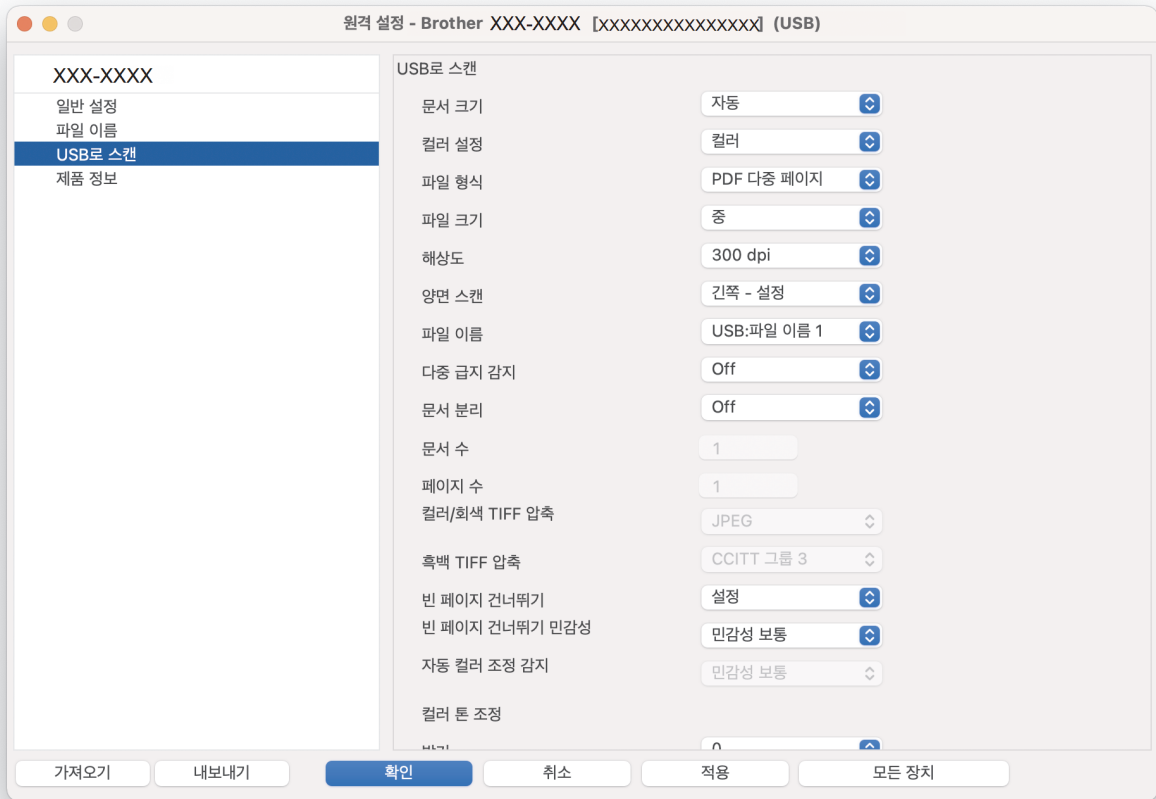 원격 설정 - Brother XXX-XXXX [XXXXXXXXXXXXXXX] (USB)
XXX-XXXX
일반 설정
파일 이름
USB로 스캔
제품 정보
USB로 스캔
문서 크기 자동
컬러 설정 컬러
파일 형식 PDF 다중 페이지
파일 크기 중
해상도 300 dpi
양면 스캔 긴쪽 - 설정
파일 이름 USB:파일 이름 1
다중 급지 감지 Off
문서 분리 Off
문서 수 1
페이지 수 1
컬러/회색 TIFF 압축 JPEG
흑백 TIFF 압축 CCITT 그룹 3
빈 페이지 건너뛰기 설정
빈 페이지 건너뛰기 민감성 민감성 보통
자동 컬러 조정 감지 민감성 보통
컬러 톤 조정
0
가져오기 내보내기 확인 취소 적용 모든 장치